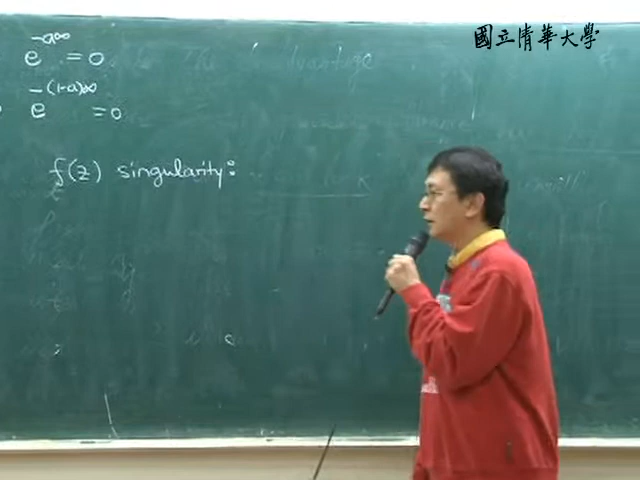 國立清華大學
e^{-a∞} = 0
e^{-(1-a)∞} = 0
f(z) singularity: